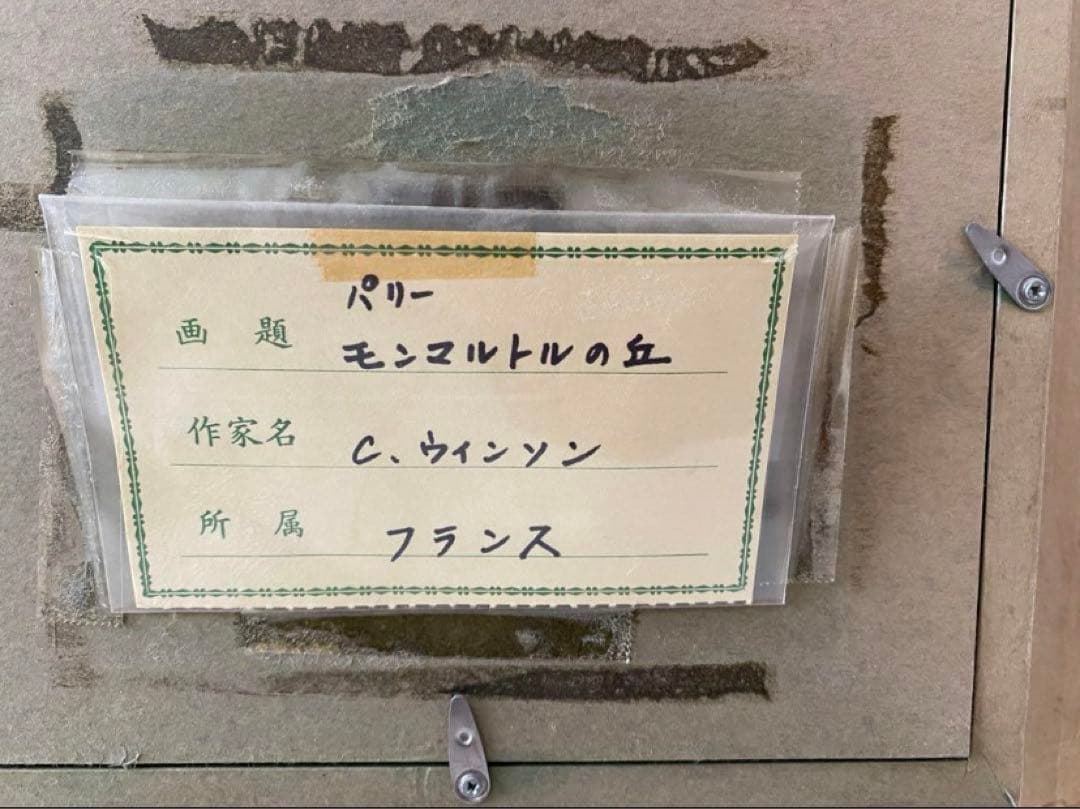 パリー
画題 モンマルトルの丘
作家名 C、ウィンソン
所属 フランス